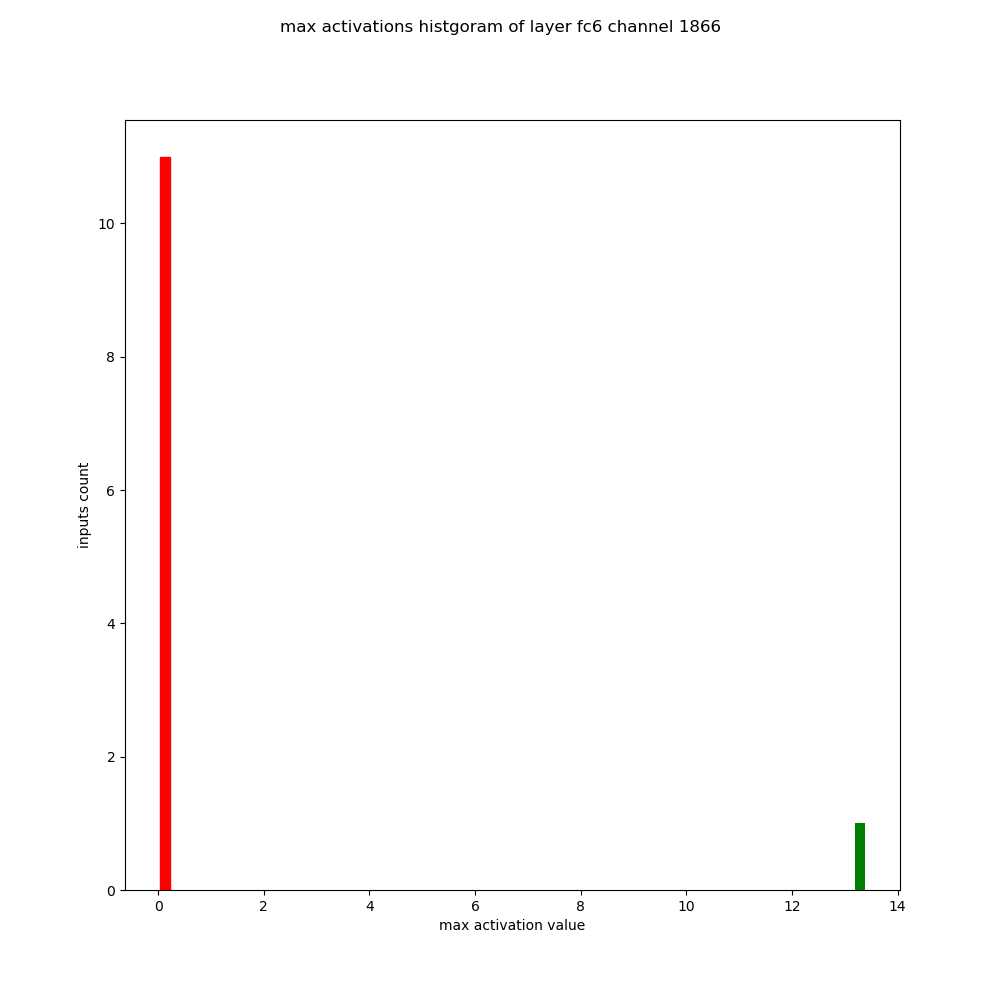 max activations histgoram of layer fc6 channel 1866
10
8
6
4
2
0
inputs count
0 2 4 6 8 10 12 14
max activation value